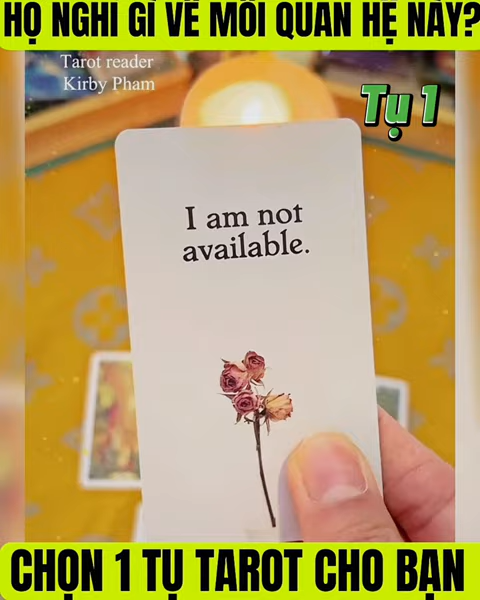 HỌ NGHĨ GÌ VỀ MỐI QUAN HỆ NÀY?
Tarot reader
Kirby Pham
Tụ 1
I am not
available.
CHỌN 1 TỤ TAROT CHO BẠN